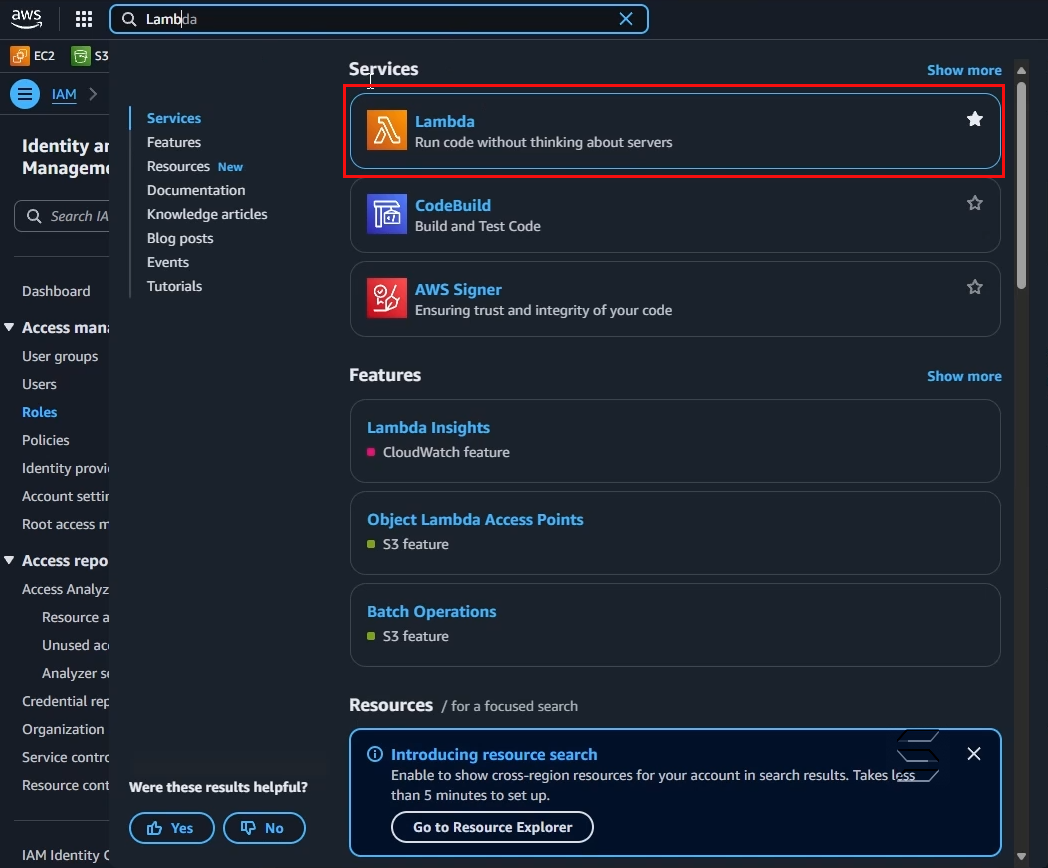 aws
Lambda
EC2
S3
IAM
Identity ar
Manageme
Search IA
Dashboard
Access mana
User groups
Users
Roles
Policies
Identity provi
Account settin
Root access m
Access repo
Access Analyz
Resource a
Unused acc
Analyzer se
Credential rep
Organization
Service contro
Resource cont
IAM Identity C
Services
Features
Resources New
Documentation
Knowledge articles
Blog posts
Events
Tutorials
Were these results helpful?
Yes
No
Services
Show more
Lambda
Run code without thinking about servers
CodeBuild
Build and Test Code
AWS Signer
Ensuring trust and integrity of your code
Features
Show more
Lambda Insights
CloudWatch feature
Object Lambda Access Points
S3 feature
Batch Operations
S3 feature
Resources / for a focused search
Introducing resource search
Enable to show cross-region resources for your account in search results. Takes less
than 5 minutes to set up.
Go to Resource Explorer